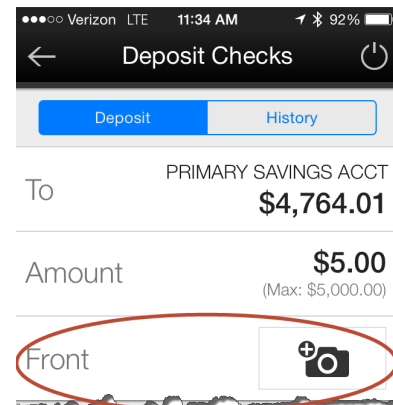 Verizon LTE 11:34 AM 92%
Deposit Checks
Deposit History
To PRIMARY SAVINGS ACCT
$4,764.01
Amount $5.00
(Max: $5,000.00)
Front